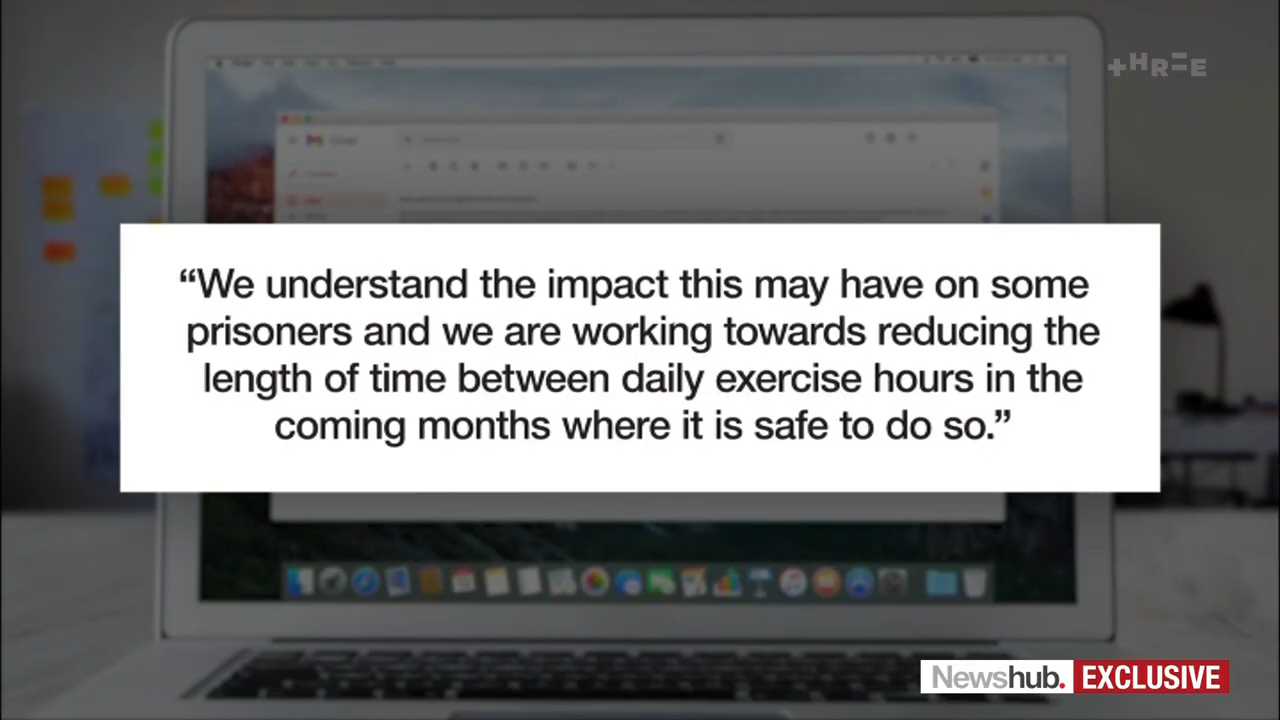 +HR=E
“We understand the impact this may have on some
prisoners and we are working towards reducing the
length of time between daily exercise hours in the
coming months where it is safe to do so.”
Newshub. EXCLUSIVE